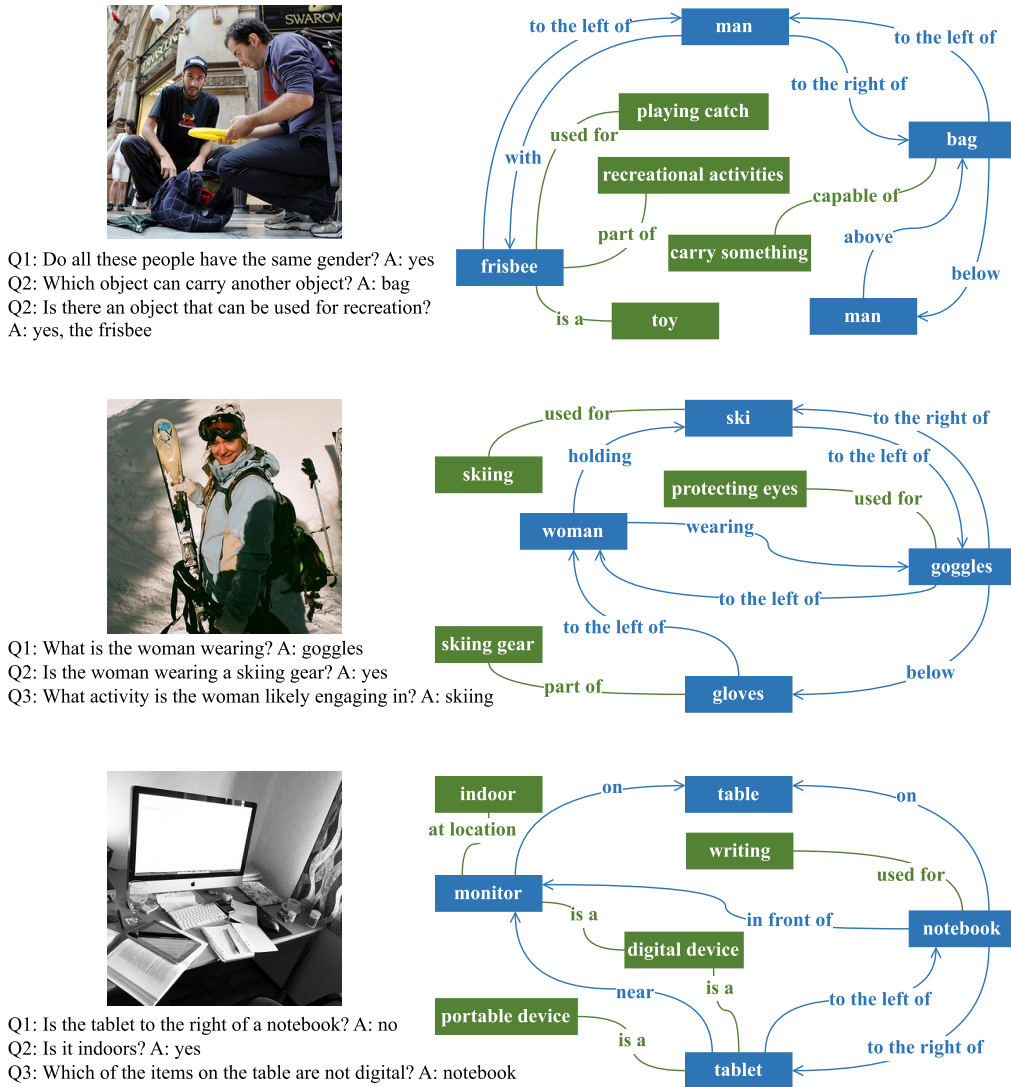 SWAROV
to the left of
man
to the left of
to the right of
playing catch
used for
bag
with
recreational activities
capable of
part of
carry something
above
frisbee
below
is a
toy
man
Q1: Do all these people have the same gender? A: yes
Q2: Which object can carry another object? A: bag
Q2: Is there an object that can be used for recreation?
A: yes, the frisbee
used for
ski
to the right of
holding
to the left of
skiing
protecting eyes
used for
woman
wearing
goggles
to the left of
to the left of
skiing gear
below
part of
gloves
Q1: What is the woman wearing? A: goggles
Q2: Is the woman wearing a skiing gear? A: yes
Q3: What activity is the woman likely engaging in? A: skiing
indoor
on
table
on
at location
writing
used for
monitor
is a
in front of
notebook
digital device
near
is a
to the left of
portable device
is a
to the right of
tablet
Q1: Is the tablet to the right of a notebook? A: no
Q2: Is it indoors? A: yes
Q3: Which of the items on the table are not digital? A: notebook